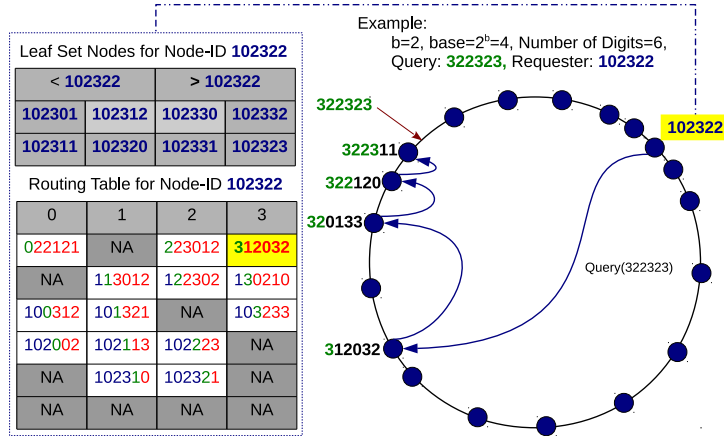 Leaf Set Nodes for Node-ID 102322
< 102322 > 102322
102301 102312 102330 102332
102311 102320 102331 102323
Routing Table for Node-ID 102322
0 1 2 3
022121 NA 223012 312032
NA 113012 122302 130210
100312 101321 NA 103233
102002 102113 102223 NA
NA 102310 102321 NA
NA NA NA NA
Example:
b=2, base=2^b=4, Number of Digits=6,
Query: 322323, Requester: 102322
322323
102322
322311
322120
320133
Query(322323)
312032